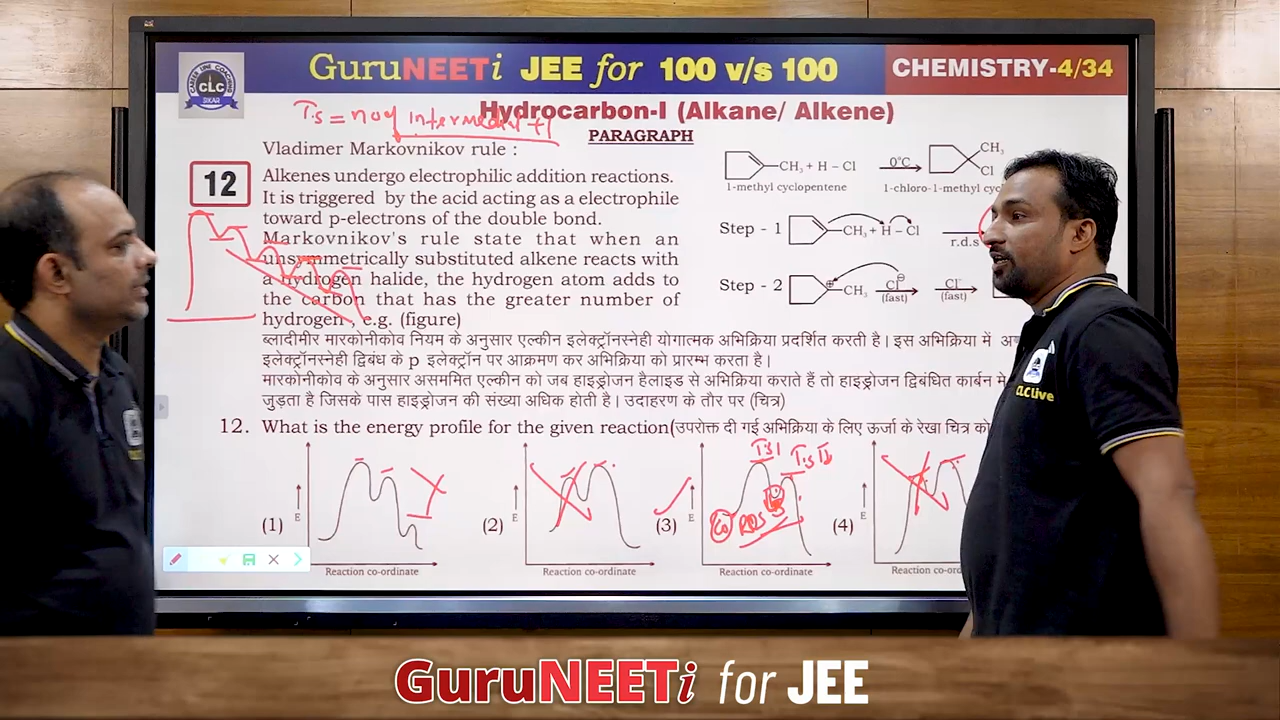 GuruNEETi JEE for 100 v/s 100
CHEMISTRY-4/34
CLC
SIKAR
Hydrocarbon-I (Alkane/ Alkene)
T.S = no of intermediat +1
PARAGRAPH
12
Vladimer Markovnikov rule :
Alkenes undergo electrophilic addition reactions.
It is triggered by the acid acting as a electrophile
toward p-electrons of the double bond.
Markovnikov's rule state that when an
unsymmetrically substituted alkene reacts with
a hydrogen halide, the hydrogen atom adds to
the carbon that has the greater number of
hydrogen , e.g. (figure)
CH₃ + H – Cl
0°C
CH₃
Cl
1-methyl cyclopentene
1-chloro-1-methyl cyc
Step - 1
CH₃ + H – Cl
r.d.s
Step - 2
⊕
CH₃
Cl⊖
(fast)
Cl⁻
(fast)
ब्लादीमीर मारकोनीकोव नियम के अनुसार एल्कीन इलेक्ट्रॉनस्नेही योगात्मक अभिक्रिया प्रदर्शित करती है। इस अभिक्रिया में अ
इलेक्ट्रॉनस्नेही द्विबंध के p इलेक्ट्रॉन पर आक्रमण कर अभिक्रिया को प्रारम्भ करता है।
मारकोनीकोव के अनुसार असममित एल्कीन को जब हाइड्रोजन हैलाइड से अभिक्रिया कराते हैं तो हाइड्रोजन द्विबंधित कार्बन मे
जुड़ता है जिसके पास हाइड्रोजन की संख्या अधिक होती है। उदाहरण के तौर पर (चित्र)
12. What is the energy profile for the given reaction(उपरोक्त दी गई अभिक्रिया के लिए ऊर्जा के रेखा चित्र को
(1)
E
Reaction co-ordinate
(2)
E
Reaction co-ordinate
(3)
E
T.S I
T.S II
RDS
Reaction co-ordinate
(4)
E
Reaction co-ord
CLC Live
GuruNEETi for JEE